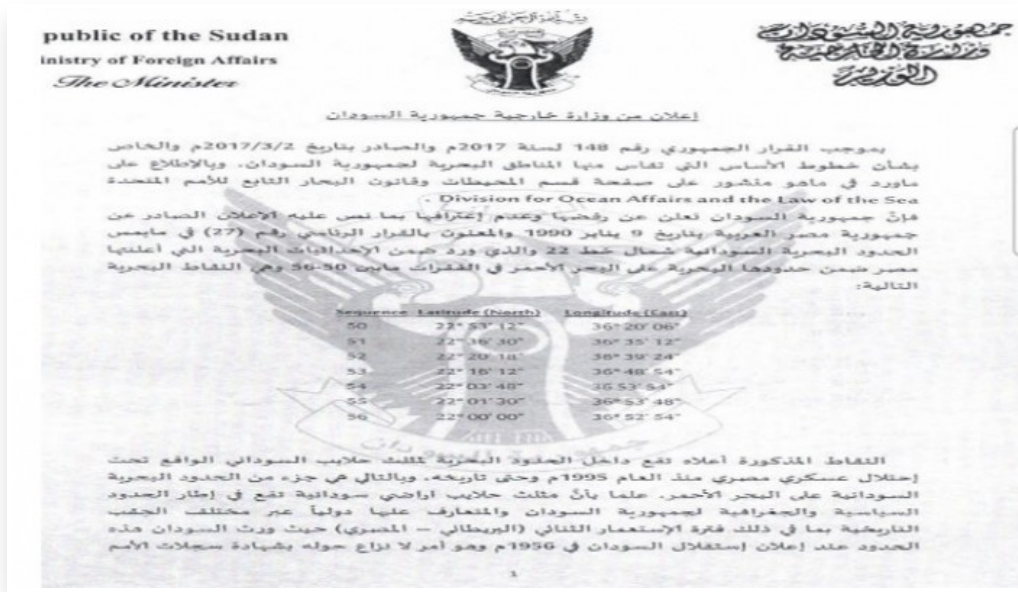 public of the Sudan
inistry of Foreign Affairs
The Minister
جمهورية السودان
وزارة الخارجية
الوزير
إعلان من وزارة خارجية جمهورية السودان
بموجب القرار الجمهوري رقم 148 لسنة 2017م والصادر بتاريخ 2017/3/2م والخاص
بشأن خطوط الأساس التي تقاس منها المناطق البحرية لجمهورية السودان. وبالإطلاع على
ماورد في ماهو منشور على صفحة قسم المحيطات وقانون البحار التابع للأمم المتحدة
Division for Ocean Affairs and the Law of the Sea .
فإنّ جمهورية السودان تعلن عن رفضها وعدم إعترافها بما نص عليه الإعلان الصادر عن
جمهورية مصر العربية بتاريخ 9 يناير 1990 والمعنون بالقرار الرئاسي رقم (27) في مايمس
الحدود البحرية السودانية شمال خط 22 والذي ورد ضمن الإحداثيات البحرية التي أعلنتها
مصر ضمن حدودها البحرية على البحر الأحمر في الفقرات مابين 50-56 وهي النقاط البحرية
التالية:
Sequence Latitude (North) Longitude (East)
50 22° 53' 12" 36° 20' 06"
51 22° 36' 30" 36° 35' 12"
52 22° 20' 18" 36° 39' 24"
53 22° 16' 12" 36° 48' 54"
54 22° 03' 48" 36 53' 54"
55 22° 01' 30" 36° 53' 48"
56 22° 00' 00" 36° 52' 54"
جمهورية السودان
النقاط المذكورة أعلاه تقع داخل الحدود البحرية لمثلث حلايب السوداني الواقع تحت
إحتلال عسكري مصري منذ العام 1995م وحتى تاريخه. وبالتالي هي جزء من الحدود البحرية
السودانية على البحر الأحمر. علما بأنّ مثلث حلايب اراضي سودانية تقع في إطار الحدود
السياسية والجغرافية لجمهورية السودان والمتعارف عليها دولياً عبر مختلف الحقب
التاريخية بما في ذلك فترة الإستعمار الثنائي (البريطاني – المصري) حيث ورث السودان هذه
الحدود عند إعلان إستقلال السودان في 1956م وهو أمر لا نزاع حوله بشهادة سجلات الأمم
1